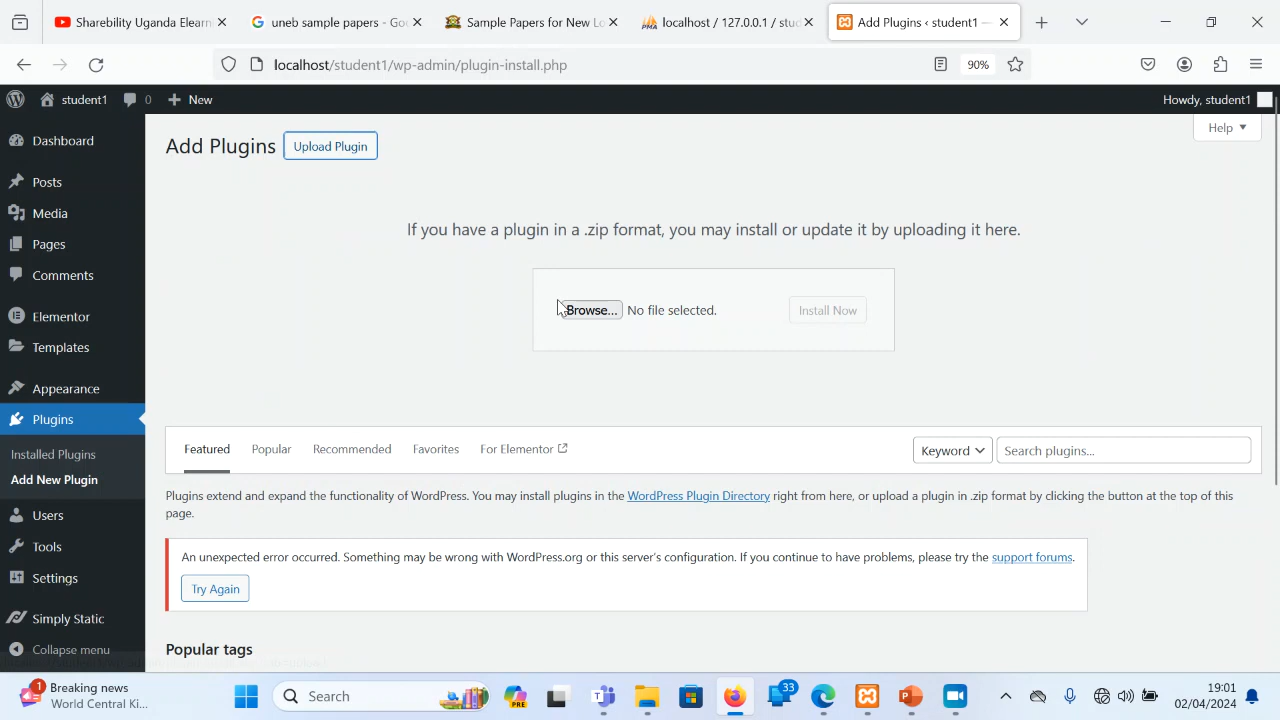 Sharebility Uganda Elearn
uneb sample papers - Goo
Sample Papers for New Lo
localhost / 127.0.0.1 / stud
Add Plugins ‹ student1 —
localhost/student1/wp-admin/plugin-install.php
90%
student1
0
New
Howdy, student1
Help
Add Plugins
Upload Plugin
Dashboard
Posts
Media
Pages
Comments
Elementor
Templates
Appearance
Plugins
Installed Plugins
Add New Plugin
Users
Tools
Settings
Simply Static
Collapse menu
If you have a plugin in a .zip format, you may install or update it by uploading it here.
Browse... No file selected.
Install Now
Featured
Popular
Recommended
Favorites
For Elementor
Keyword
Search plugins...
Plugins extend and expand the functionality of WordPress. You may install plugins in the WordPress Plugin Directory right from here, or upload a plugin in .zip format by clicking the button at the top of this
page.
An unexpected error occurred. Something may be wrong with WordPress.org or this server's configuration. If you continue to have problems, please try the support forums.
Try Again
Popular tags
1
Breaking news
World Central Ki...
Search
PRE
33
19:01
02/04/2024